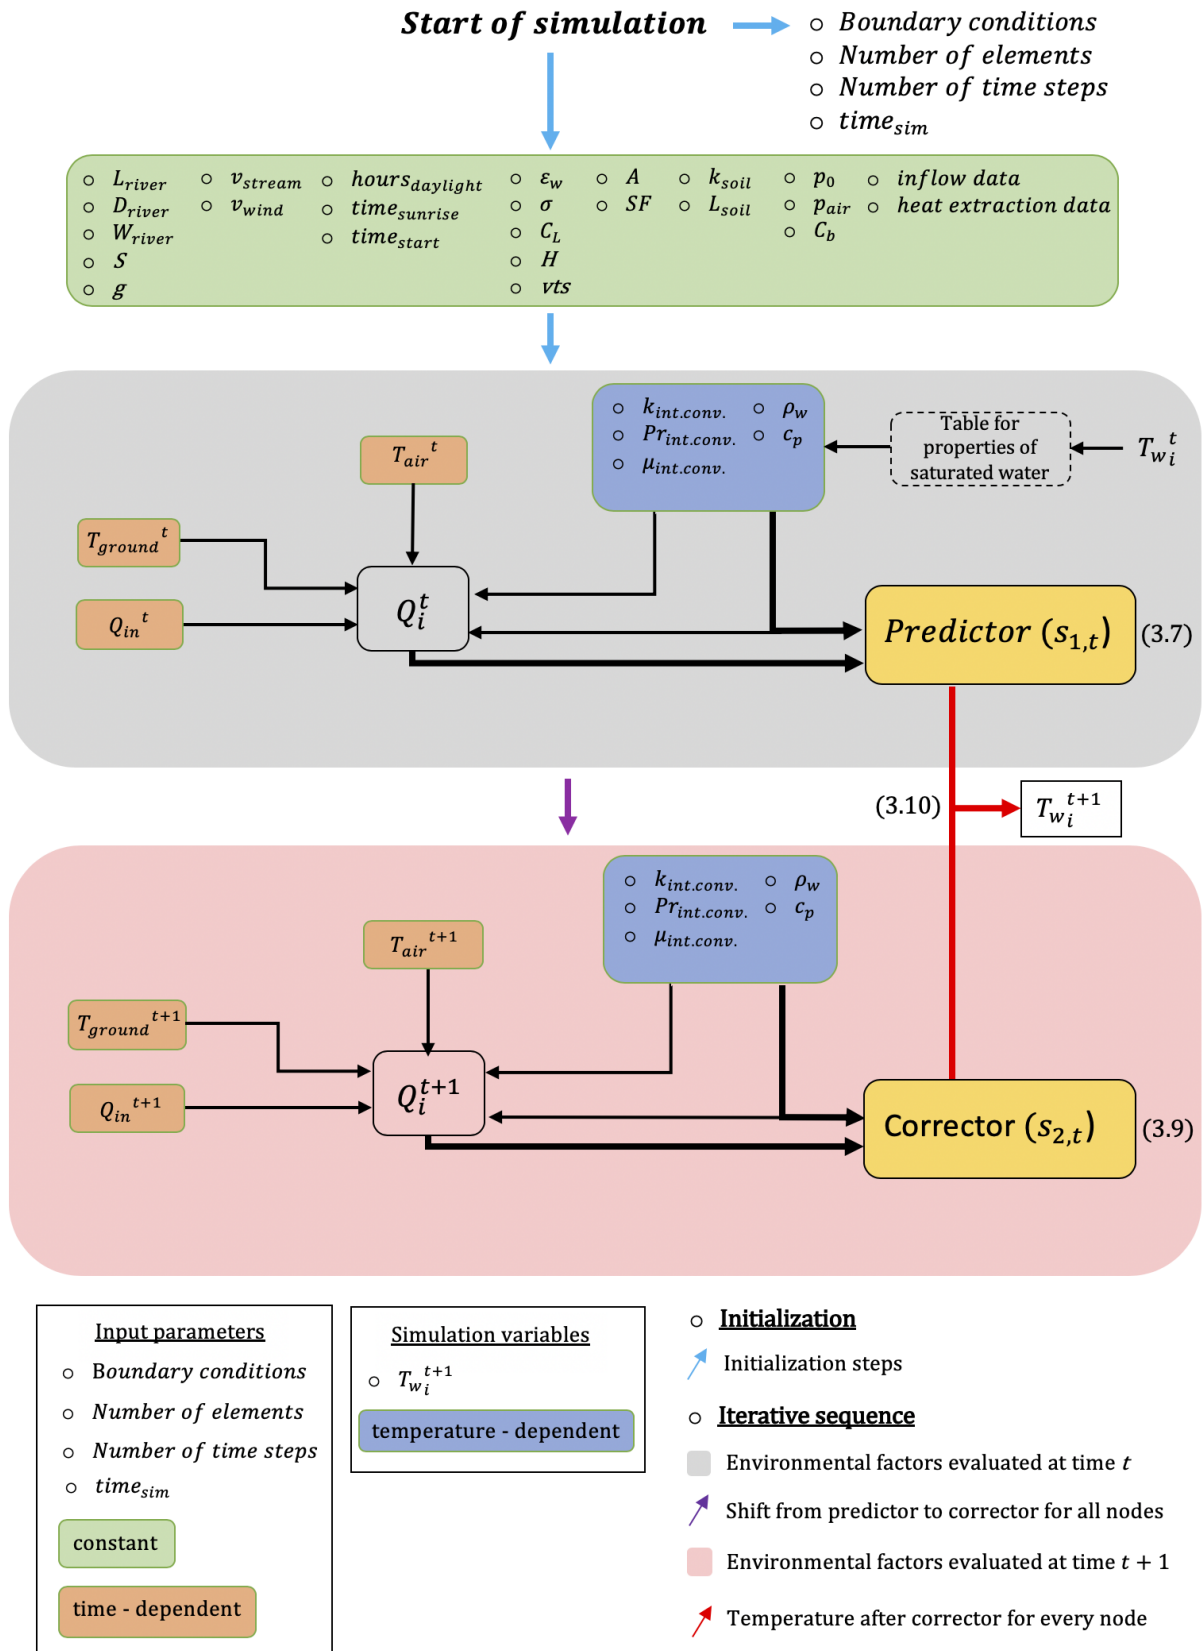 Start of simulation
○ Boundary conditions
○ Number of elements
○ Number of time steps
○ time_sim
○ L_river ○ v_stream ○ hours_daylight ○ ε_w ○ A ○ k_soil ○ p_0 ○ inflow data
○ D_river ○ v_wind ○ time_sunrise ○ σ ○ SF ○ L_soil ○ p_air ○ heat extraction data
○ W_river ○ time_start ○ C_L ○ C_b
○ S ○ H
○ g ○ vts
○ k_int.conv. ○ ρ_w
○ Pr_int.conv. ○ c_p
○ μ_int.conv.
Table for
properties of
saturated water
T_w_i^t
T_air^t
T_ground^t
Q_in^t
Q_i^t
Predictor (s_1,t)
(3.7)
(3.10)
T_w_i^t+1
○ k_int.conv. ○ ρ_w
○ Pr_int.conv. ○ c_p
○ μ_int.conv.
T_air^t+1
T_ground^t+1
Q_in^t+1
Q_i^t+1
Corrector (s_2,t)
(3.9)
Input parameters
○ Boundary conditions
○ Number of elements
○ Number of time steps
○ time_sim
constant
time - dependent
Simulation variables
○ T_w_i^t+1
temperature - dependent
○ Initialization
Initialization steps
○ Iterative sequence
Environmental factors evaluated at time t
Shift from predictor to corrector for all nodes
Environmental factors evaluated at time t + 1
Temperature after corrector for every node